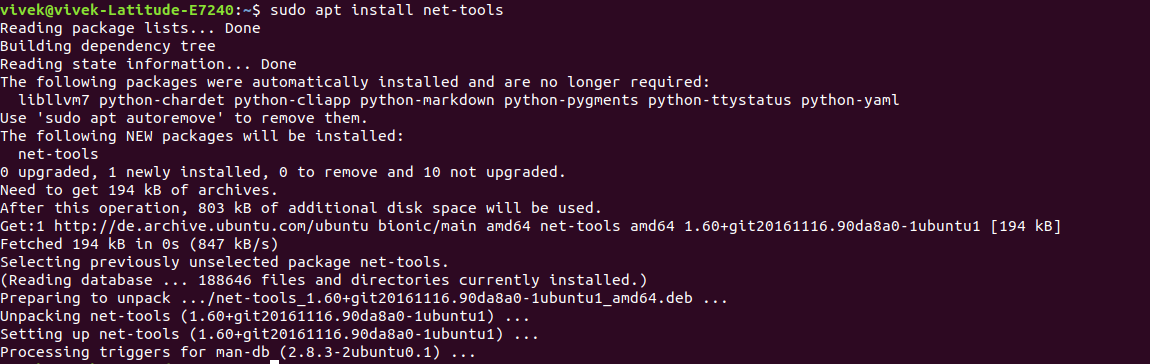 vivek@vivek-Latitude-E7240:~$ sudo apt install net-tools
Reading package lists... Done
Building dependency tree
Reading state information... Done
The following packages were automatically installed and are no longer required:
  libllvm7 python-chardet python-cliapp python-markdown python-pygments python-ttystatus python-yaml
Use 'sudo apt autoremove' to remove them.
The following NEW packages will be installed:
  net-tools
0 upgraded, 1 newly installed, 0 to remove and 10 not upgraded.
Need to get 194 kB of archives.
After this operation, 803 kB of additional disk space will be used.
Get:1 http://de.archive.ubuntu.com/ubuntu bionic/main amd64 net-tools amd64 1.60+git20161116.90da8a0-1ubuntu1 [194 kB]
Fetched 194 kB in 0s (847 kB/s)
Selecting previously unselected package net-tools.
(Reading database ... 188646 files and directories currently installed.)
Preparing to unpack .../net-tools_1.60+git20161116.90da8a0-1ubuntu1_amd64.deb ...
Unpacking net-tools (1.60+git20161116.90da8a0-1ubuntu1) ...
Setting up net-tools (1.60+git20161116.90da8a0-1ubuntu1) ...
Processing triggers for man-db (2.8.3-2ubuntu0.1) ...